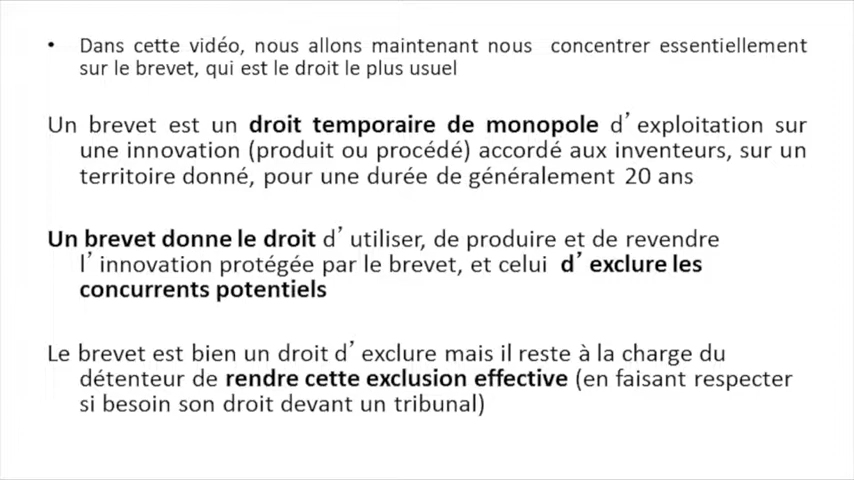 • Dans cette vidéo, nous allons maintenant nous concentrer essentiellement
sur le brevet, qui est le droit le plus usuel
Un brevet est un droit temporaire de monopole d’exploitation sur
une innovation (produit ou procédé) accordé aux inventeurs, sur un
territoire donné, pour une durée de généralement 20 ans
Un brevet donne le droit d’utiliser, de produire et de revendre
l’innovation protégée par le brevet, et celui d’exclure les
concurrents potentiels
Le brevet est bien un droit d’exclure mais il reste à la charge du
détenteur de rendre cette exclusion effective (en faisant respecter
si besoin son droit devant un tribunal)